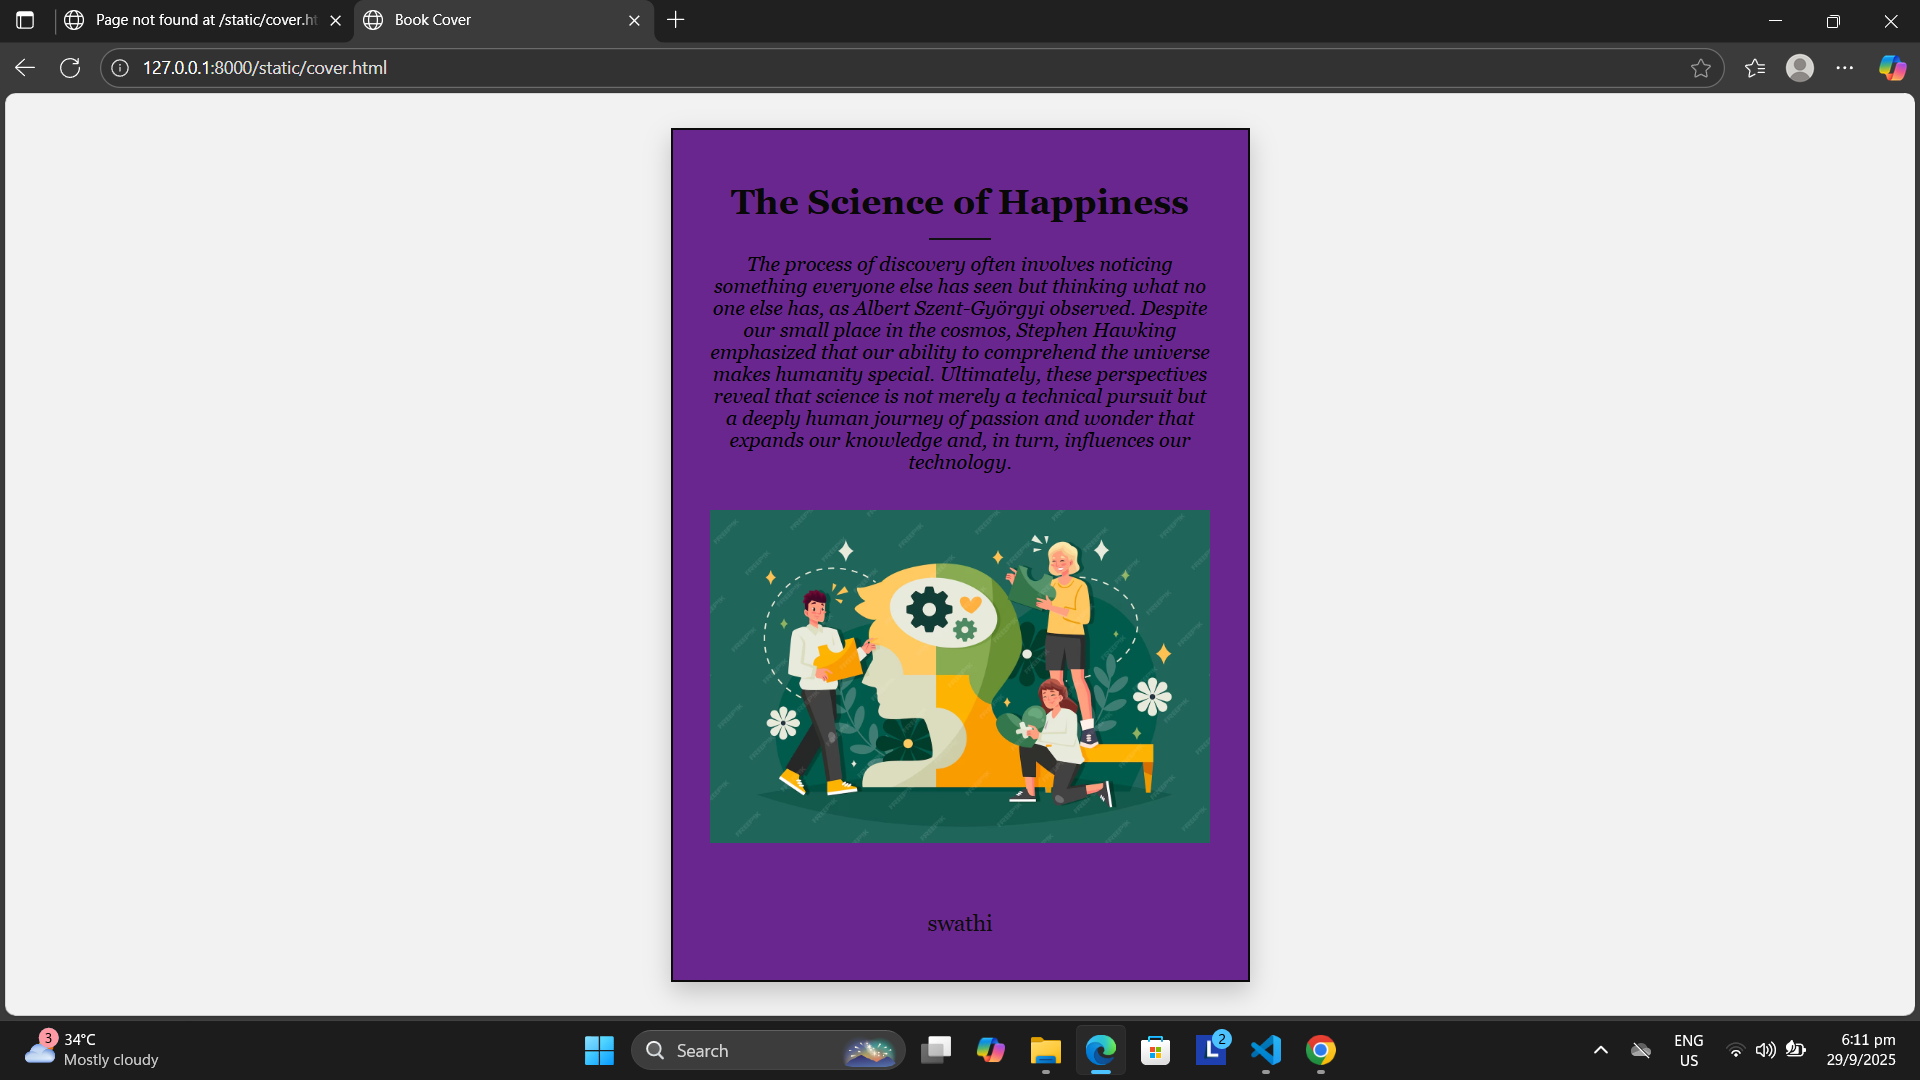 Page not found at /static/cover.ht
Book Cover
127.0.0.1:8000/static/cover.html
The Science of Happiness
The process of discovery often involves noticing
something everyone else has seen but thinking what no
one else has, as Albert Szent-Györgyi observed. Despite
our small place in the cosmos, Stephen Hawking
emphasized that our ability to comprehend the universe
makes humanity special. Ultimately, these perspectives
reveal that science is not merely a technical pursuit but
a deeply human journey of passion and wonder that
expands our knowledge and, in turn, influences our
technology.
swathi
3
34°C
Mostly cloudy
Search
L
2
ENG
US
6:11 pm
29/9/2025